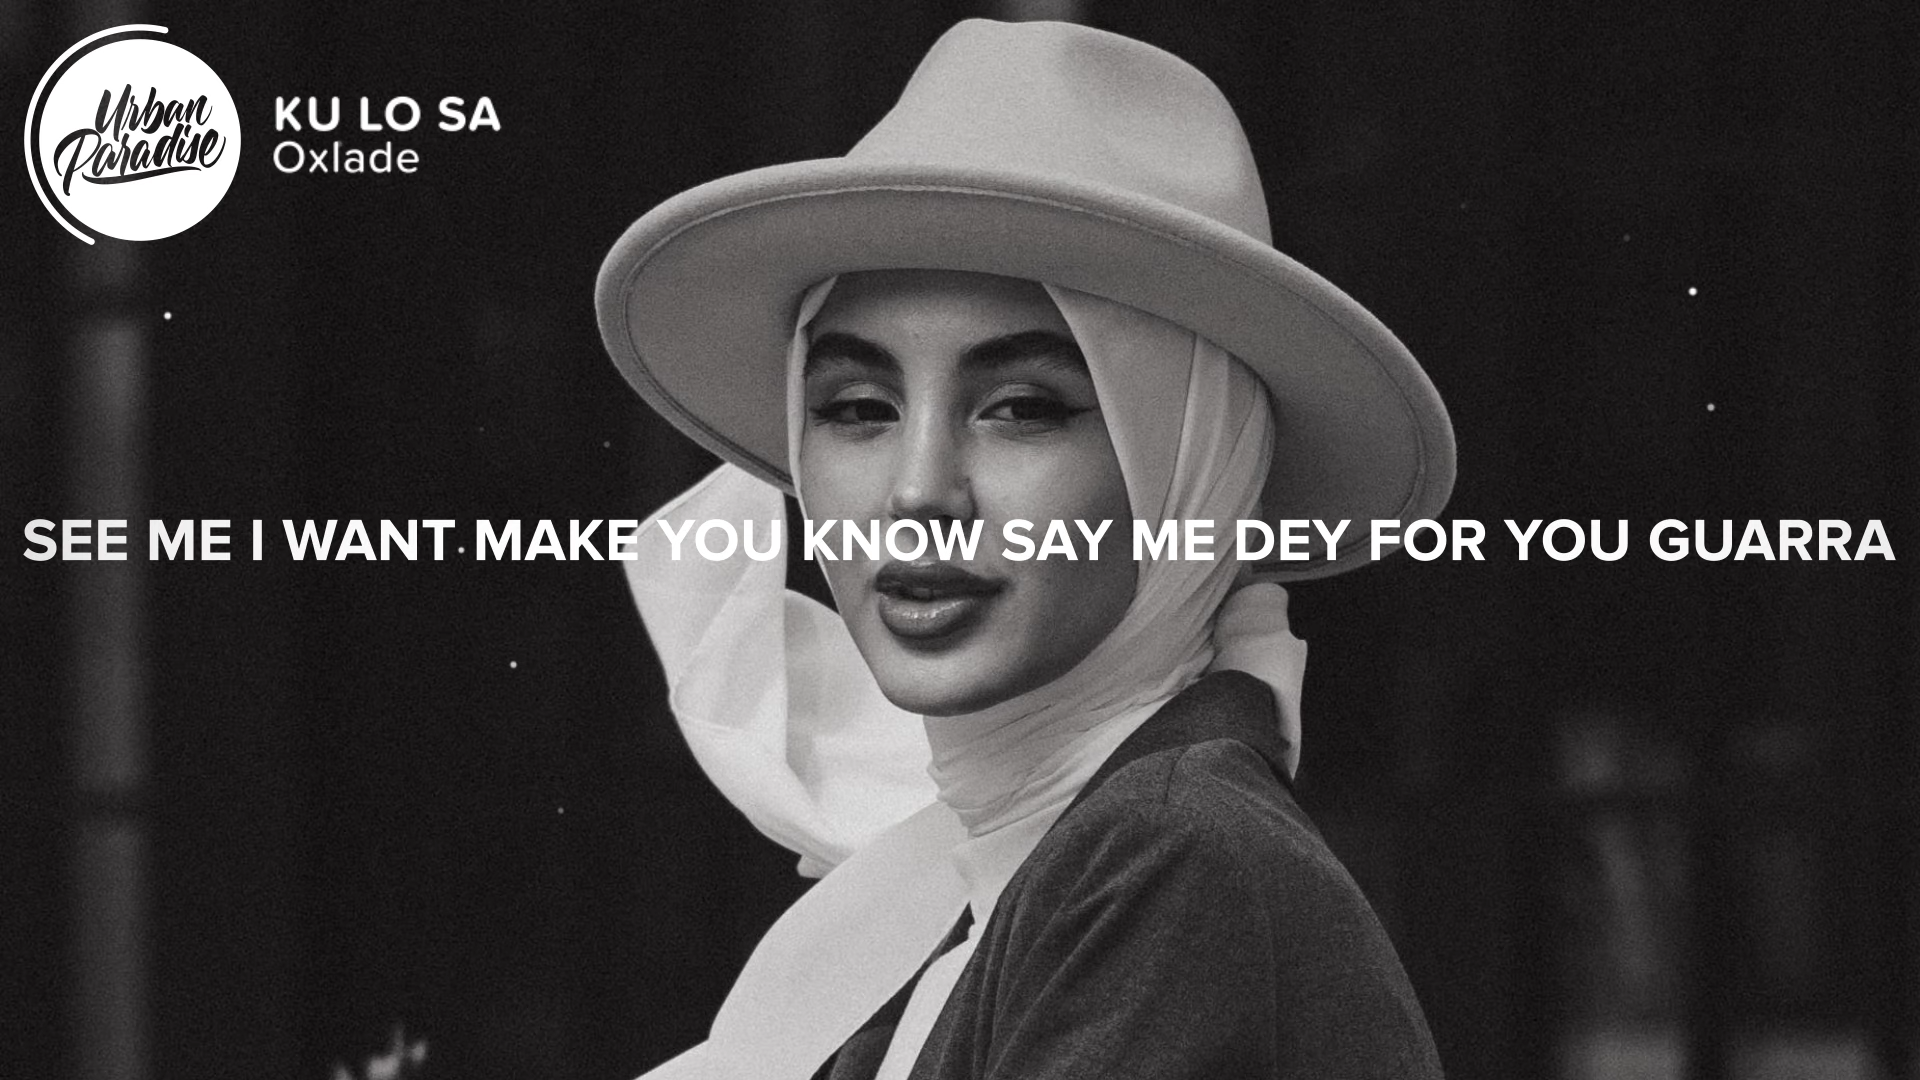 Urban
Paradise
KU LO SA
Oxlade
SEE ME I WANT MAKE YOU KNOW SAY ME DEY FOR YOU GUARRA